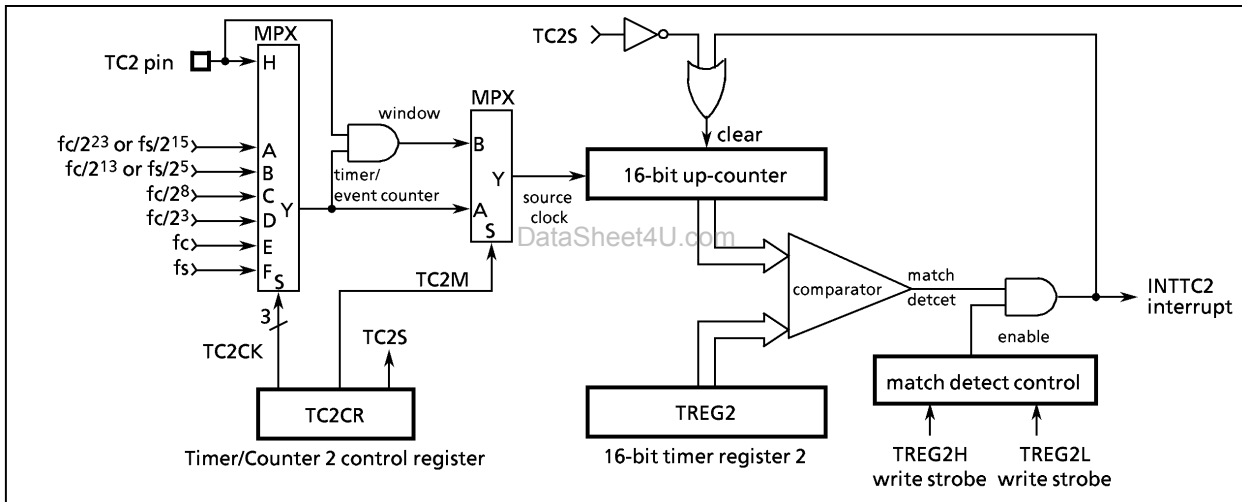 MPX
TC2 pin
H
fc/2²³ or fs/2¹⁵
A
fc/2¹³ or fs/2⁵
B
fc/2⁸
C
fc/2³
D
fc
E
fs
F
Y
S
3
TC2CK
window
timer/
event counter
MPX
B
Y
A
S
TC2M
TC2S
TC2CR
Timer/Counter 2 control register
source
clock
TC2S
clear
16-bit up-counter
DataSheet4U.com
comparator
match
detcet
enable
INTTC2
interrupt
match detect control
TREG2H
write strobe
TREG2L
write strobe
TREG2
16-bit timer register 2